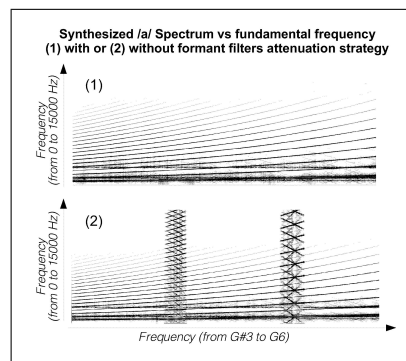 Synthesized /a/ Spectrum vs fundamental frequency
(1) with or (2) without formant filters attenuation strategy
(1)
Frequency
(from 0 to 15000 Hz)
(2)
Frequency
(from 0 to 15000 Hz)
Frequency (from G#3 to G6)